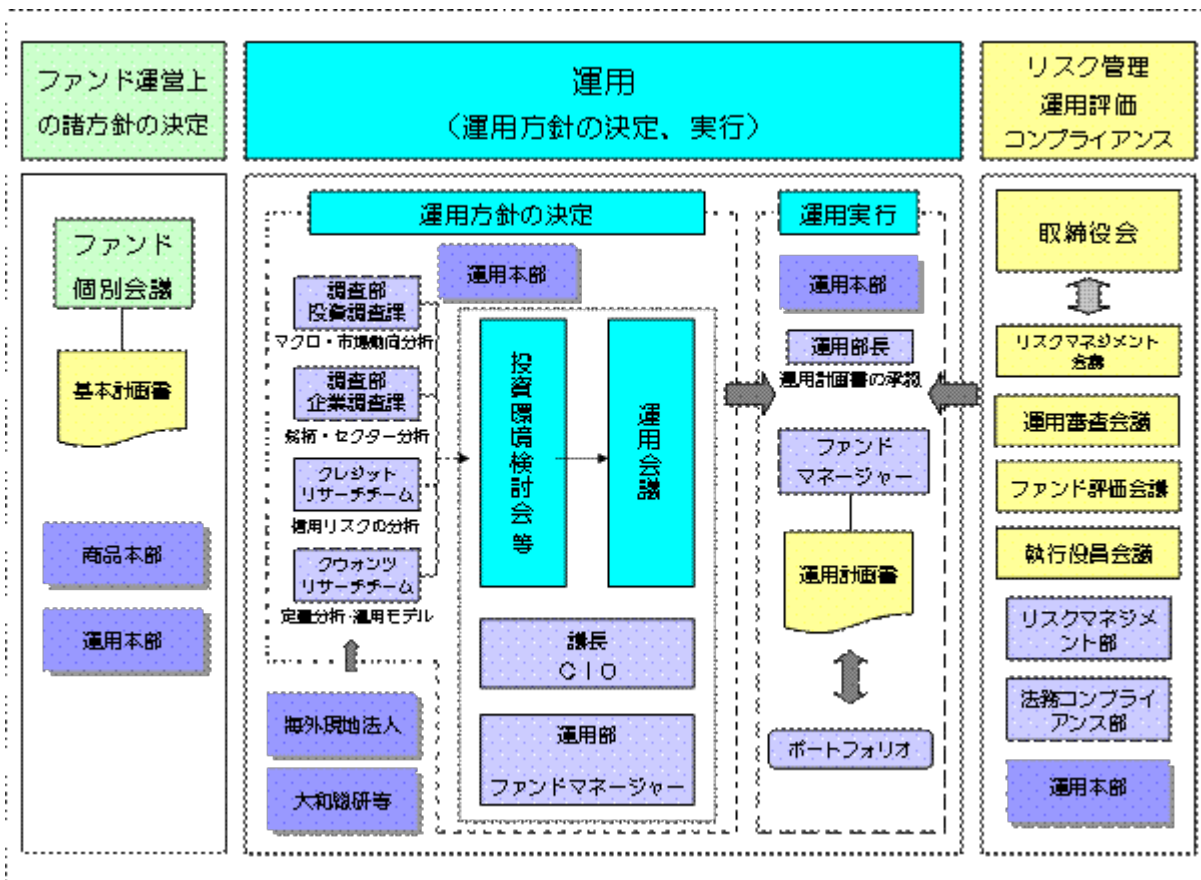 ファンド運営上
の諸方針の決定
運用
（運用方針の決定、実行）
リスク管理
運用評価
コンプライアンス
ファンド
個別会議
基本計画書
商品本部
運用本部
運用方針の決定
運用本部
調査部
投資調査課
マクロ・市場動向分析
調査部
企業調査課
銘柄・セクター分析
クレジット
リサーチチーム
信用リスクの分析
クウォンツ
リサーチチーム
定量分析・運用モデル
海外現地法人
大和総研等
投資環境検討会等
運用会議
議長
ＣＩＯ
運用部
ファンドマネージャー
運用実行
運用本部
運用部長
運用計画書の承認
ファンド
マネージャー
運用計画書
ポートフォリオ
取締役会
リスクマネジメント
会議
運用審査会議
ファンド評価会議
執行役員会議
リスクマネジメ
ント部
法務コンプライ
アンス部
運用本部